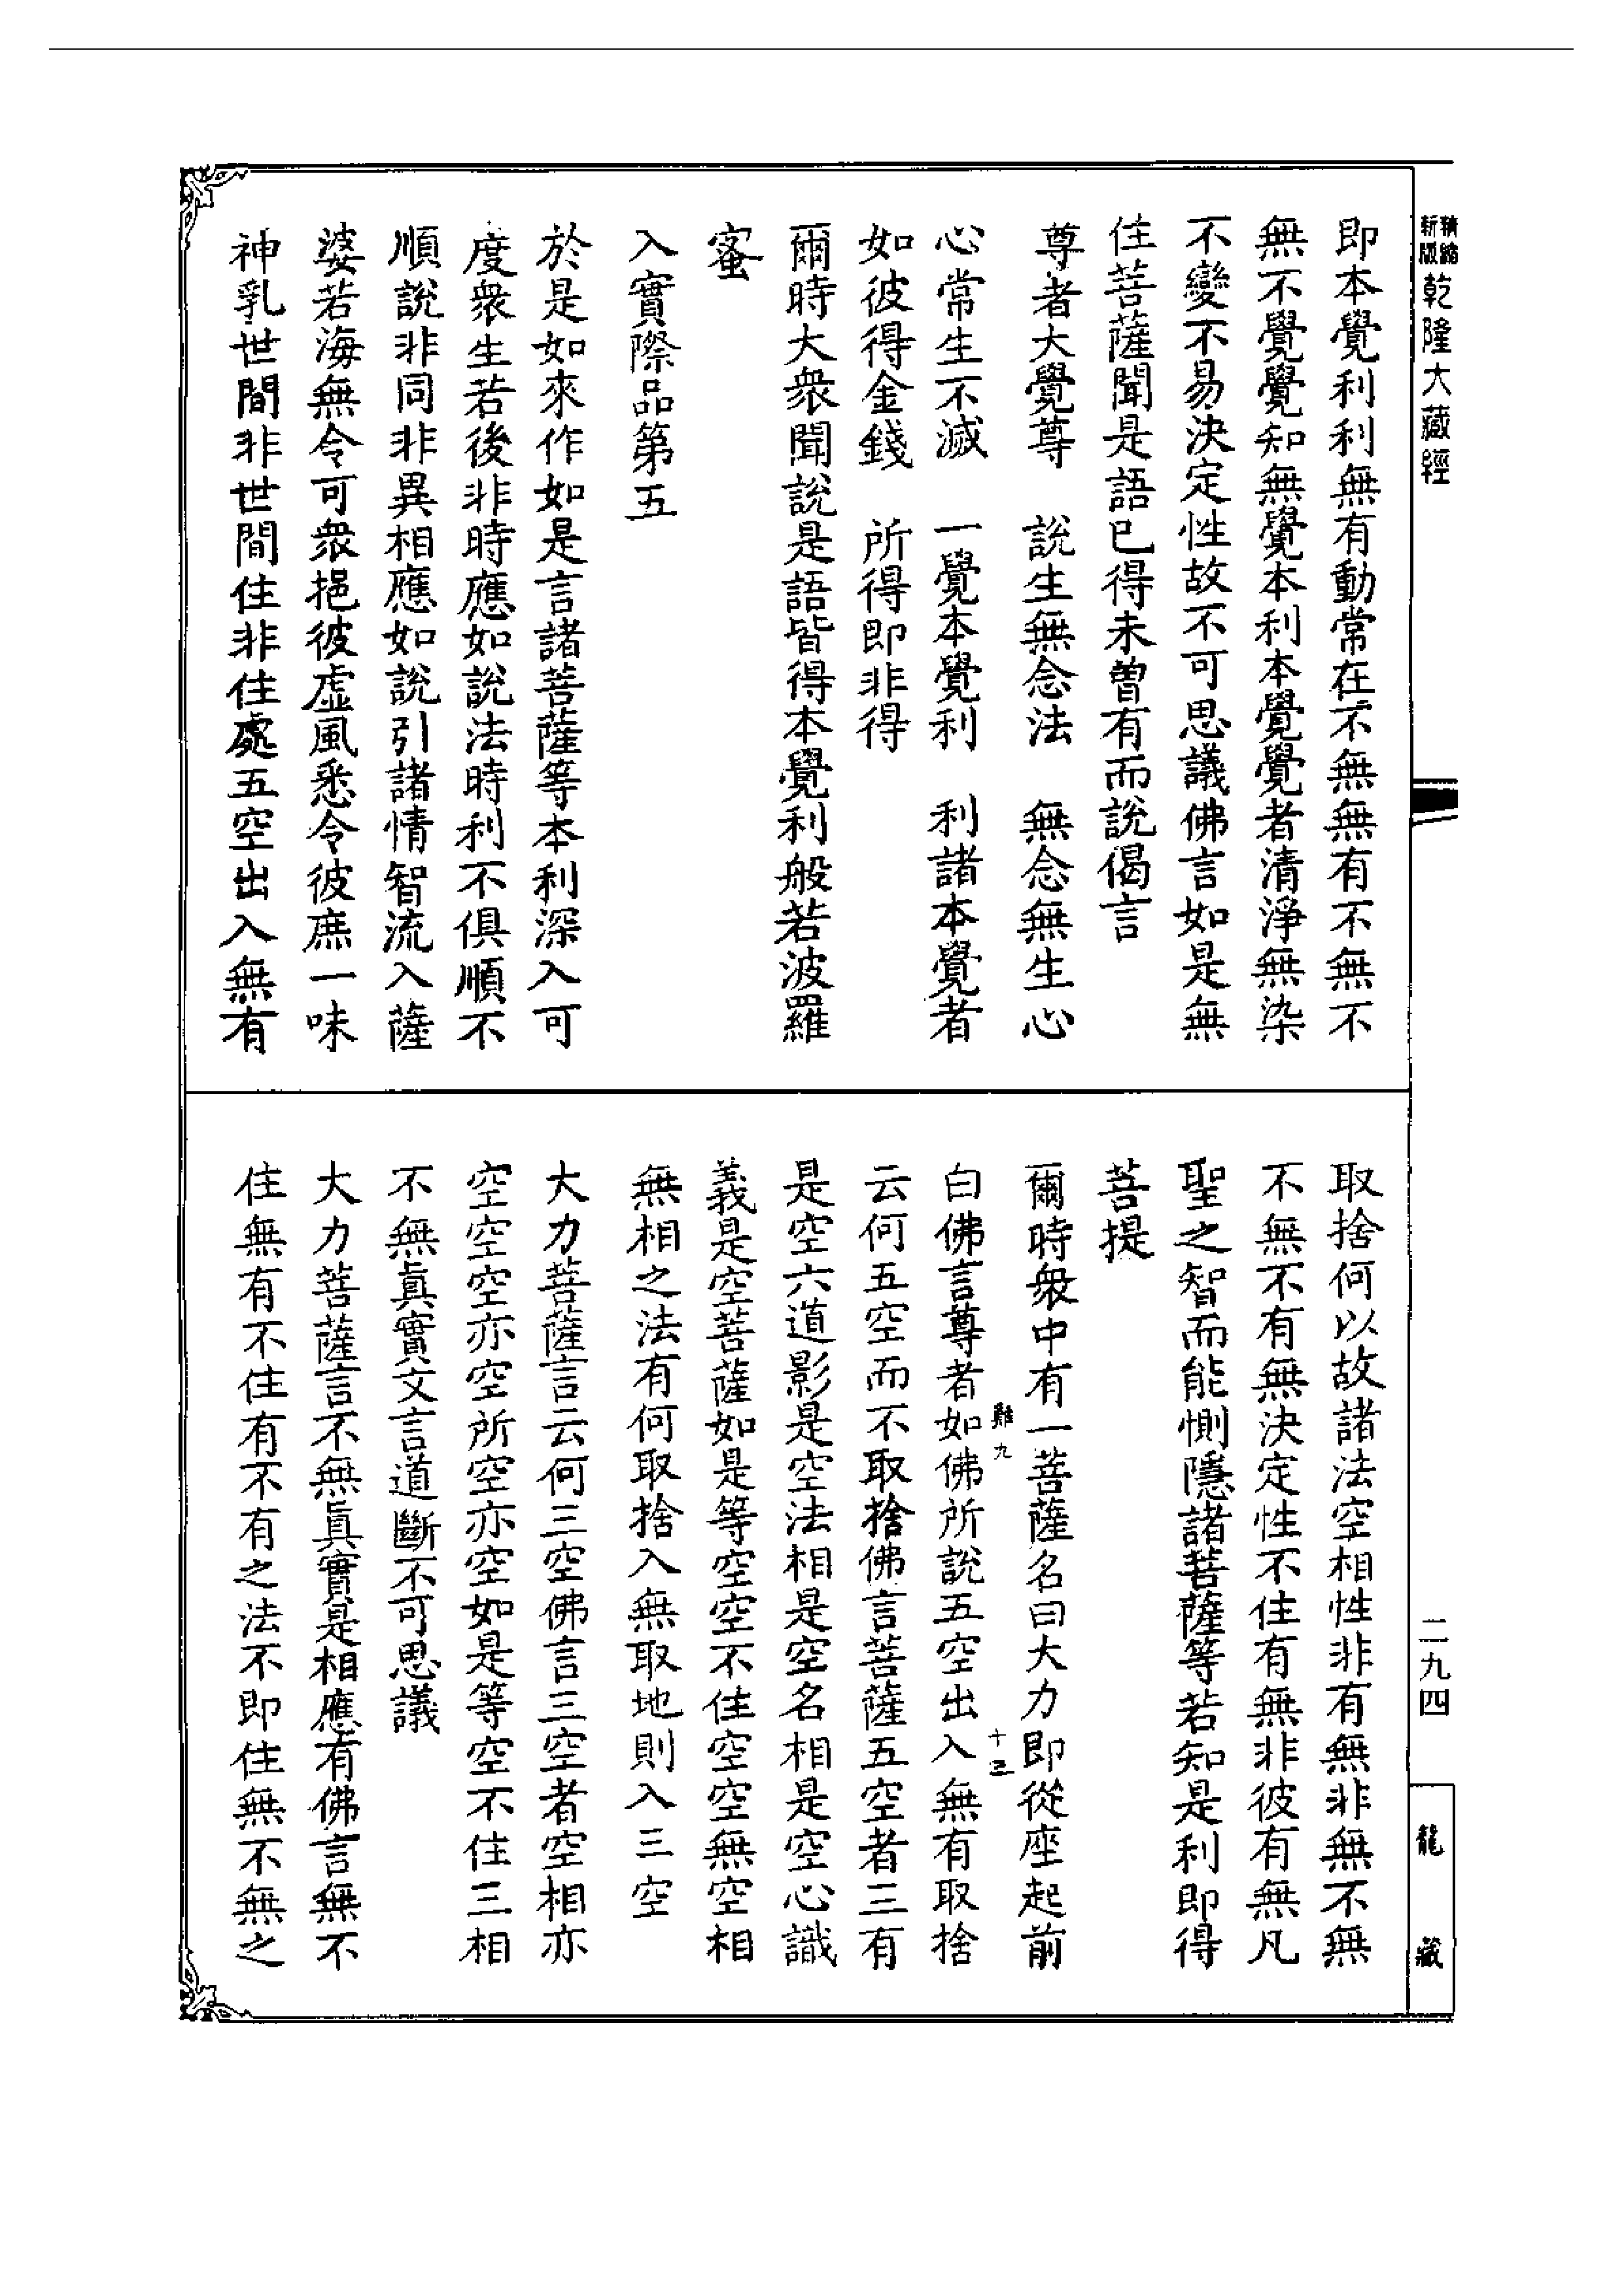 新版精縮乾隆大藏經
即本覺利利無有動常在不無無有不無不
無不覺覺知無覺本利本覺覺者清淨無染
不變不易決定性故不可思議佛言如是無
住菩薩聞是語已得未曾有而說偈言
尊者大覺尊　說生無念法　無念無生心
心常生不滅　一覺本覺利　利諸本覺者
如彼得金錢　所得即非得
爾時大衆聞說是語皆得本覺利般若波羅
蜜
入實際品第五
於是如來作如是言諸菩薩等本利深入可
度衆生若後非時應如說法時利不俱順不
順說非同非異相應如說引諸情智流入薩
婆若海無令可衆挹彼虛風悉令彼庶一味
神乳世間非世間住非住處五空出入無有
取捨何以故諸法空相性非有無非無不無
不無不有無決定性不住有無非彼有無凡
聖之智而能惻隱諸菩薩等若知是利即得
菩提
爾時衆中有一菩薩名曰大力即從座起前
白佛言尊者如佛所說五空出入無有取捨
云何五空而不取捨佛言菩薩五空者三有
是空六道影是空法相是空名相是空心識
義是空菩薩如是等空空不住空空無空相
無相之法有何取捨入無取地則入三空
大力菩薩言云何三空佛言三空者空相亦
空空空亦空所空亦空如是等空不住三相
不無真實文言道斷不可思議
大力菩薩言不無真實是相應有佛言無不
住無有不住有不有之法不即住無不無之
難九
十三
二九四
龍藏